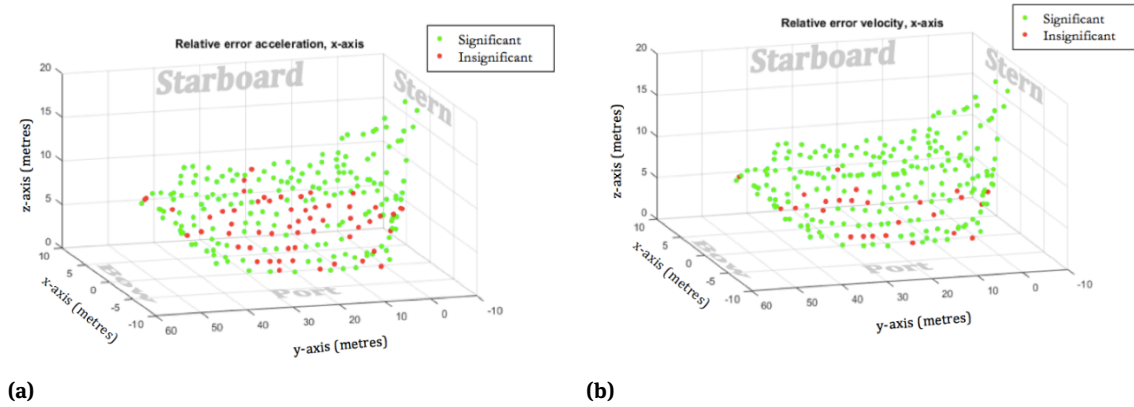 Relative error acceleration, x-axis
Significant
Insignificant
Starboard
Stern
Bow
Port
z-axis (metres)
20
15
10
5
0
x-axis (metres)
10
5
0
-5
-10
y-axis (metres)
60
50
40
30
20
10
0
-10
(a)
Relative error velocity, x-axis
Significant
Insignificant
Starboard
Stern
Bow
Port
z-axis (metres)
20
15
10
5
0
x-axis (metres)
10
5
0
-5
-10
y-axis (metres)
60
50
40
30
20
10
0
-10
(b)